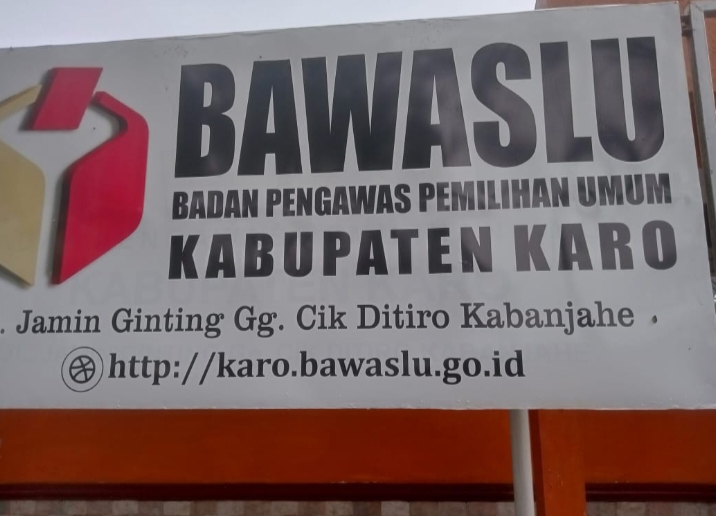 BAWASLU
BADAN PENGAWAS PEMILIHAN UMUM
KABUPATEN KARO
. Jamin Ginting Gg. Cik Ditiro Kabanjahe .
http://karo.bawaslu.go.id